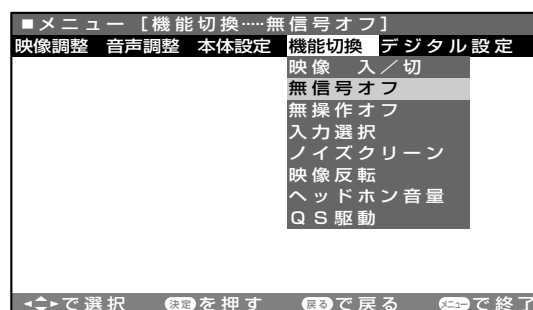 ■メニュー [機能切換……無信号オフ]
映像調整 音声調整 本体設定 機能切換 デジタル設定
映像 入／切
無信号オフ
無操作オフ
入力選択
ノイズクリーン
映像反転
ヘッドホン音量
QS駆動
で選択 決定を押す 戻るで戻る メニューで終了